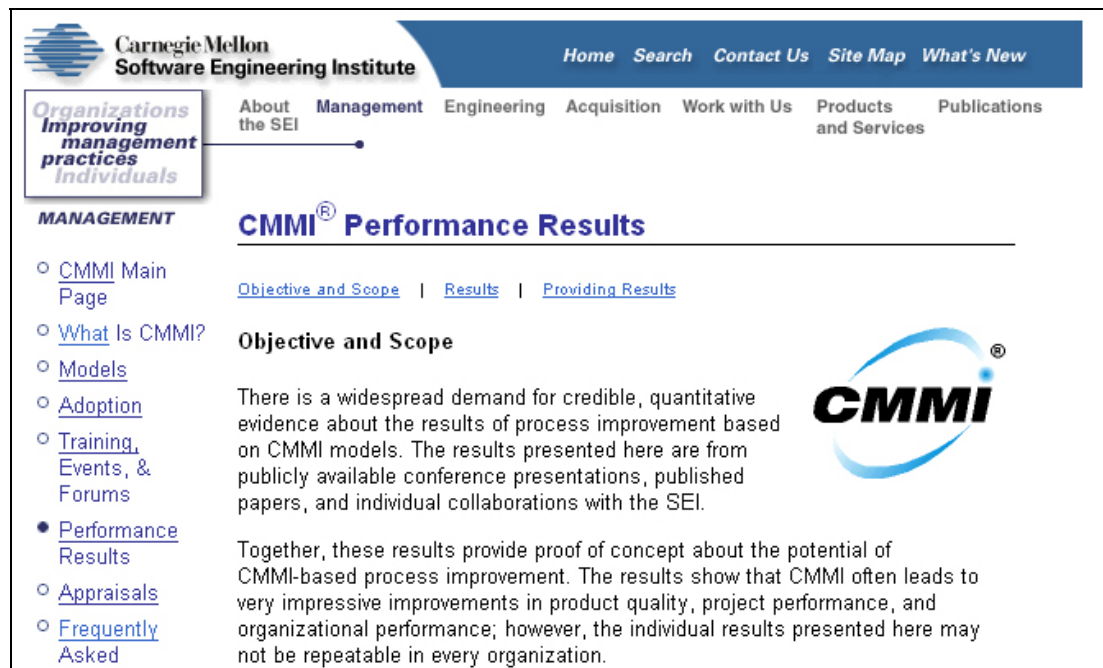 Carnegie Mellon
Software Engineering Institute
Home Search Contact Us Site Map What's New
Organizations
Improving
management
practices
Individuals
About
the SEI
Management
Engineering
Acquisition
Work with Us
Products
and Services
Publications
MANAGEMENT
CMMI Main
Page
What Is CMMI?
Models
Adoption
Training,
Events, &
Forums
Performance
Results
Appraisals
Frequently
Asked
CMMI® Performance Results
Objective and Scope | Results | Providing Results
Objective and Scope
CMMI®
There is a widespread demand for credible, quantitative
evidence about the results of process improvement based
on CMMI models. The results presented here are from
publicly available conference presentations, published
papers, and individual collaborations with the SEI.
Together, these results provide proof of concept about the potential of
CMMI-based process improvement. The results show that CMMI often leads to
very impressive improvements in product quality, project performance, and
organizational performance; however, the individual results presented here may
not be repeatable in every organization.